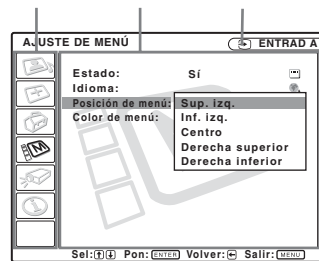 AJUSTE DE MENÚ ENTRAD A
Estado: Sí
Idioma:
Posición de menú: Sup. izq.
Color de menú: Inf. izq.
Centro
Derecha superior
Derecha inferior
Sel: Pon: ENTER Volver: Salir: MENU